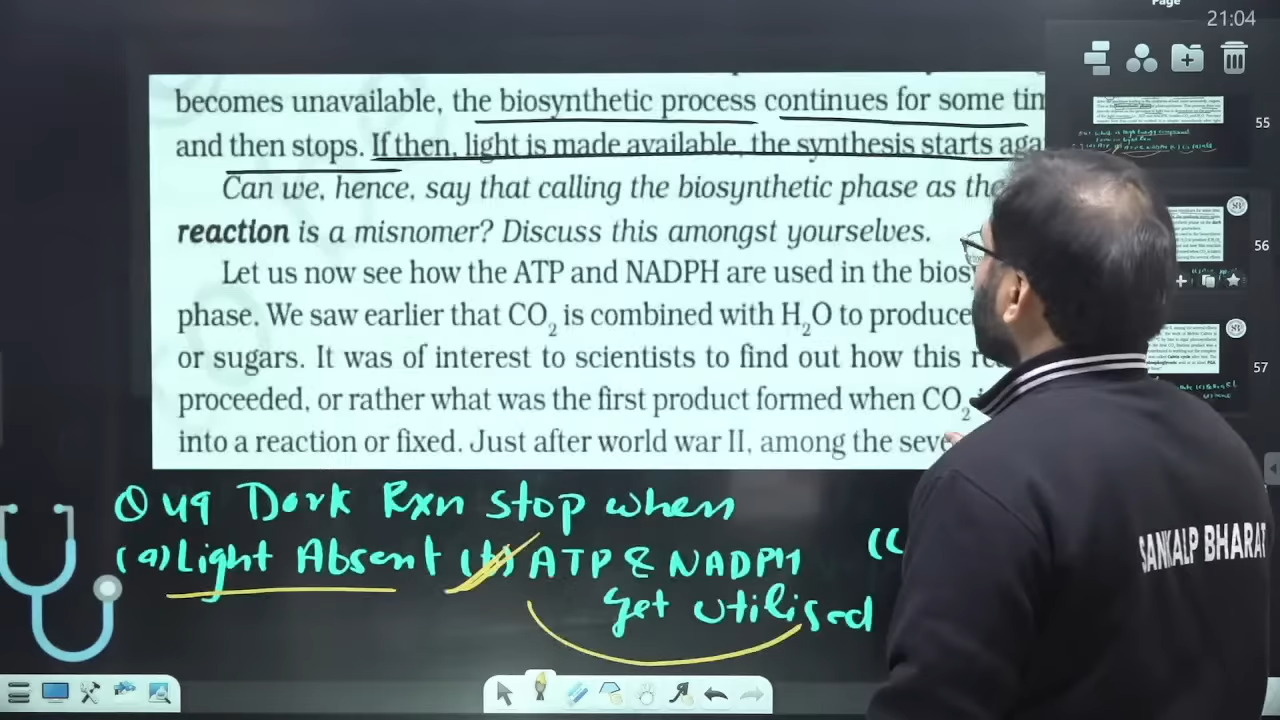 Page
21:04
becomes unavailable, the biosynthetic process continues for some tim
and then stops. If then, light is made available, the synthesis starts aga
Can we, hence, say that calling the biosynthetic phase as the
reaction is a misnomer? Discuss this amongst yourselves.
Let us now see how the ATP and NADPH are used in the bios
phase. We saw earlier that CO2 is combined with H2O to produce
or sugars. It was of interest to scientists to find out how this
proceeded, or rather what was the first product formed when CO2
into a reaction or fixed. Just after world war II, among the seve
Q 49 Dark Rxn stop when
(a) Light Absent (b) ATP & NADPH (c
get utilised
SANKALP BHARAT
55
56
57